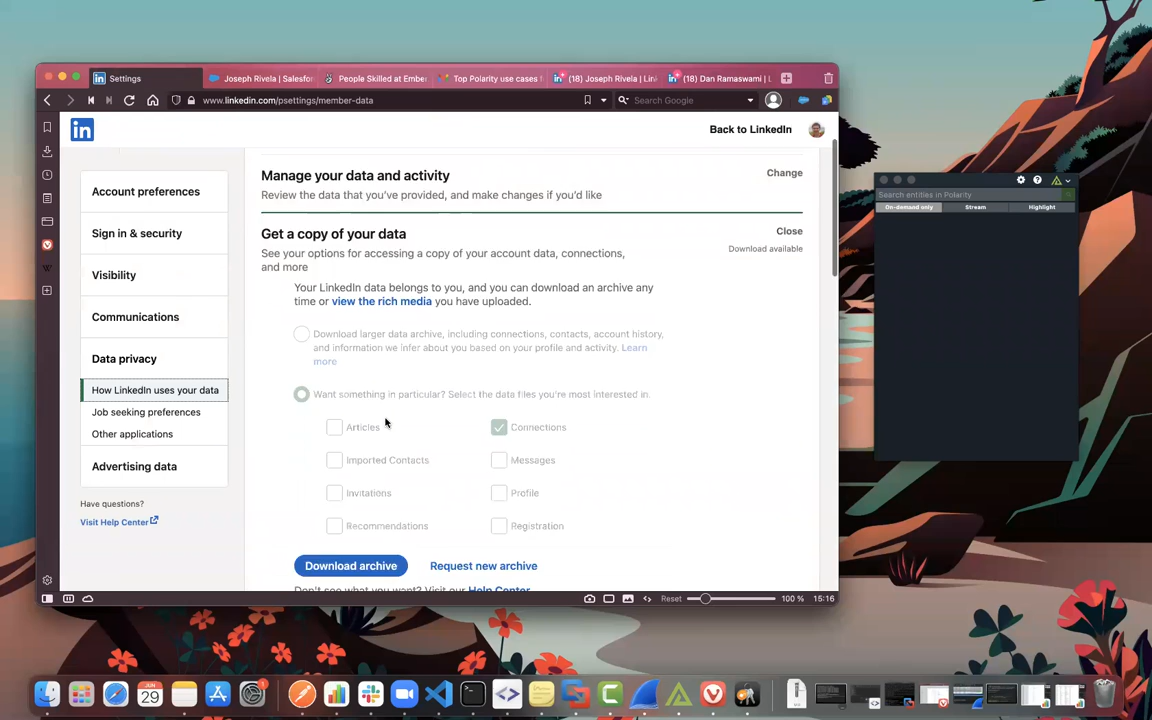 Settings
Joseph Rivela | Salesfor
People Skilled at Embe
Top Polarity use cases f
(18) Joseph Rivela | Lin
(18) Dan Ramaswami | L
www.linkedin.com/psettings/member-data
Search Google
in
Back to LinkedIn
Account preferences
Sign in & security
Visibility
Communications
Data privacy
How LinkedIn uses your data
Job seeking preferences
Other applications
Advertising data
Have questions?
Visit Help Center
Manage your data and activity
Change
Review the data that you've provided, and make changes if you'd like
Get a copy of your data
Close
See your options for accessing a copy of your account data, connections,
and more
Download available
Your LinkedIn data belongs to you, and you can download an archive any
time or view the rich media you have uploaded.
Download larger data archive, including connections, contacts, account history,
and information we infer about you based on your profile and activity. Learn
more
Want something in particular? Select the data files you're most interested in.
Articles
Connections
Imported Contacts
Messages
Invitations
Profile
Recommendations
Registration
Download archive
Request new archive
Don't see what you want? Visit our Help Center.
Reset
100 %
15:16
Search entities in Polarity
On-demand only
Stream
Highlight
JUN
29
1